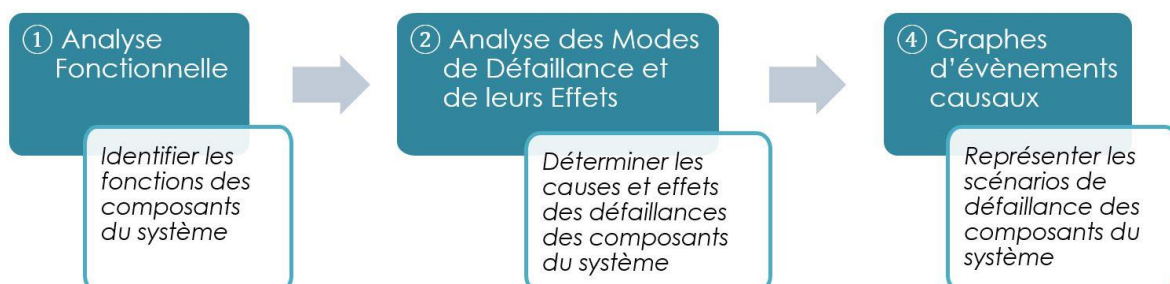 ① Analyse
Fonctionnelle
Identifier les
fonctions des
composants
du système
② Analyse des Modes
de Défaillance et
de leurs Effets
Déterminer les
causes et effets
des défaillances
des composants
du système
④ Graphes
d'évènements
causaux
Représenter les
scénarios de
défaillance des
composants du
système